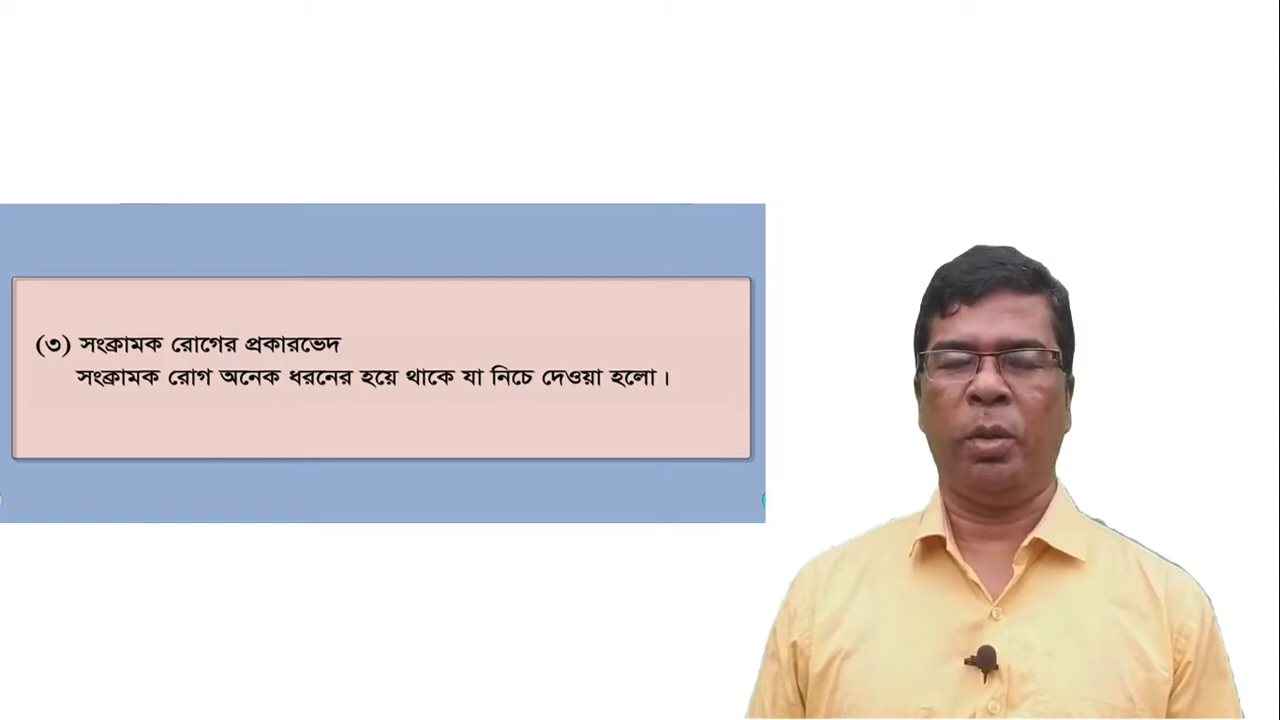 (৩) সংক্রামক রোগের প্রকারভেদ
সংক্রামক রোগ অনেক ধরনের হয়ে থাকে যা নিচে দেওয়া হলো।